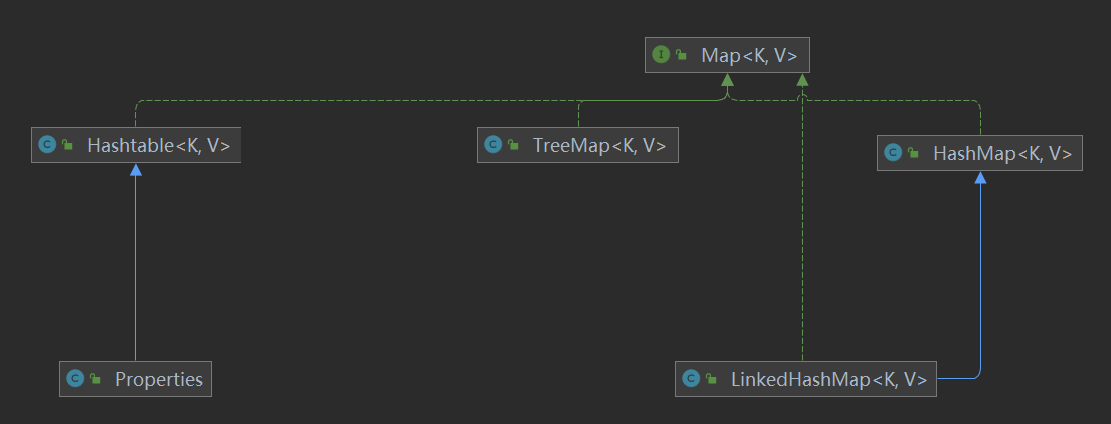 I Map<K, V>
C Hashtable<K, V>
C TreeMap<K, V>
C HashMap<K, V>
C Properties
C LinkedHashMap<K, V>